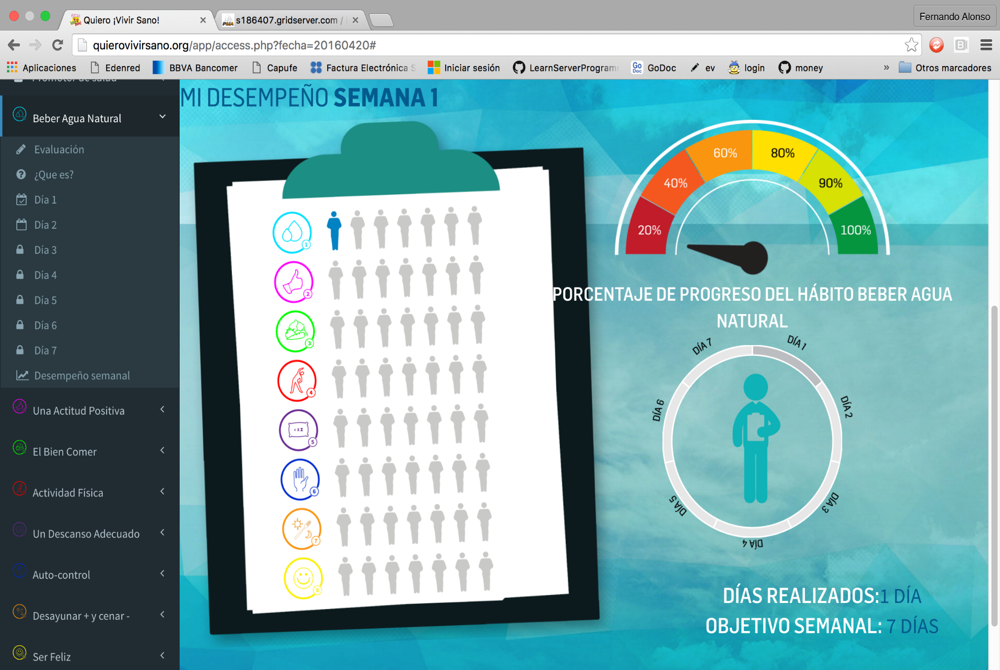 Quiero ¡Vivir Sano!
s186407.gridserver.com /
Fernando Alonso
quierovivirsano.org/app/access.php?fecha=20160420#
Aplicaciones
Edenred
BBVA Bancomer
Capufe
Factura Electrónica S
Iniciar sesión
LearnServerProgram
GoDoc
ev
login
money
»
Otros marcadores
Promotor de salud
Beber Agua Natural
Evaluación
¿Que es?
Día 1
Día 2
Día 3
Día 4
Día 5
Día 6
Día 7
Desempeño semanal
Una Actitud Positiva
El Bien Comer
Actividad Física
Un Descanso Adecuado
Auto-control
Desayunar + y cenar -
Ser Feliz
MI DESEMPEÑO SEMANA 1
1
2
3
4
zzZ
5
6
7
8
20%
40%
60%
80%
90%
100%
PORCENTAJE DE PROGRESO DEL HÁBITO BEBER AGUA
NATURAL
DÍA 1
DÍA 2
DÍA 3
DÍA 4
DÍA 5
DÍA 6
DÍA 7
DÍAS REALIZADOS:1 DÍA
OBJETIVO SEMANAL: 7 DÍAS